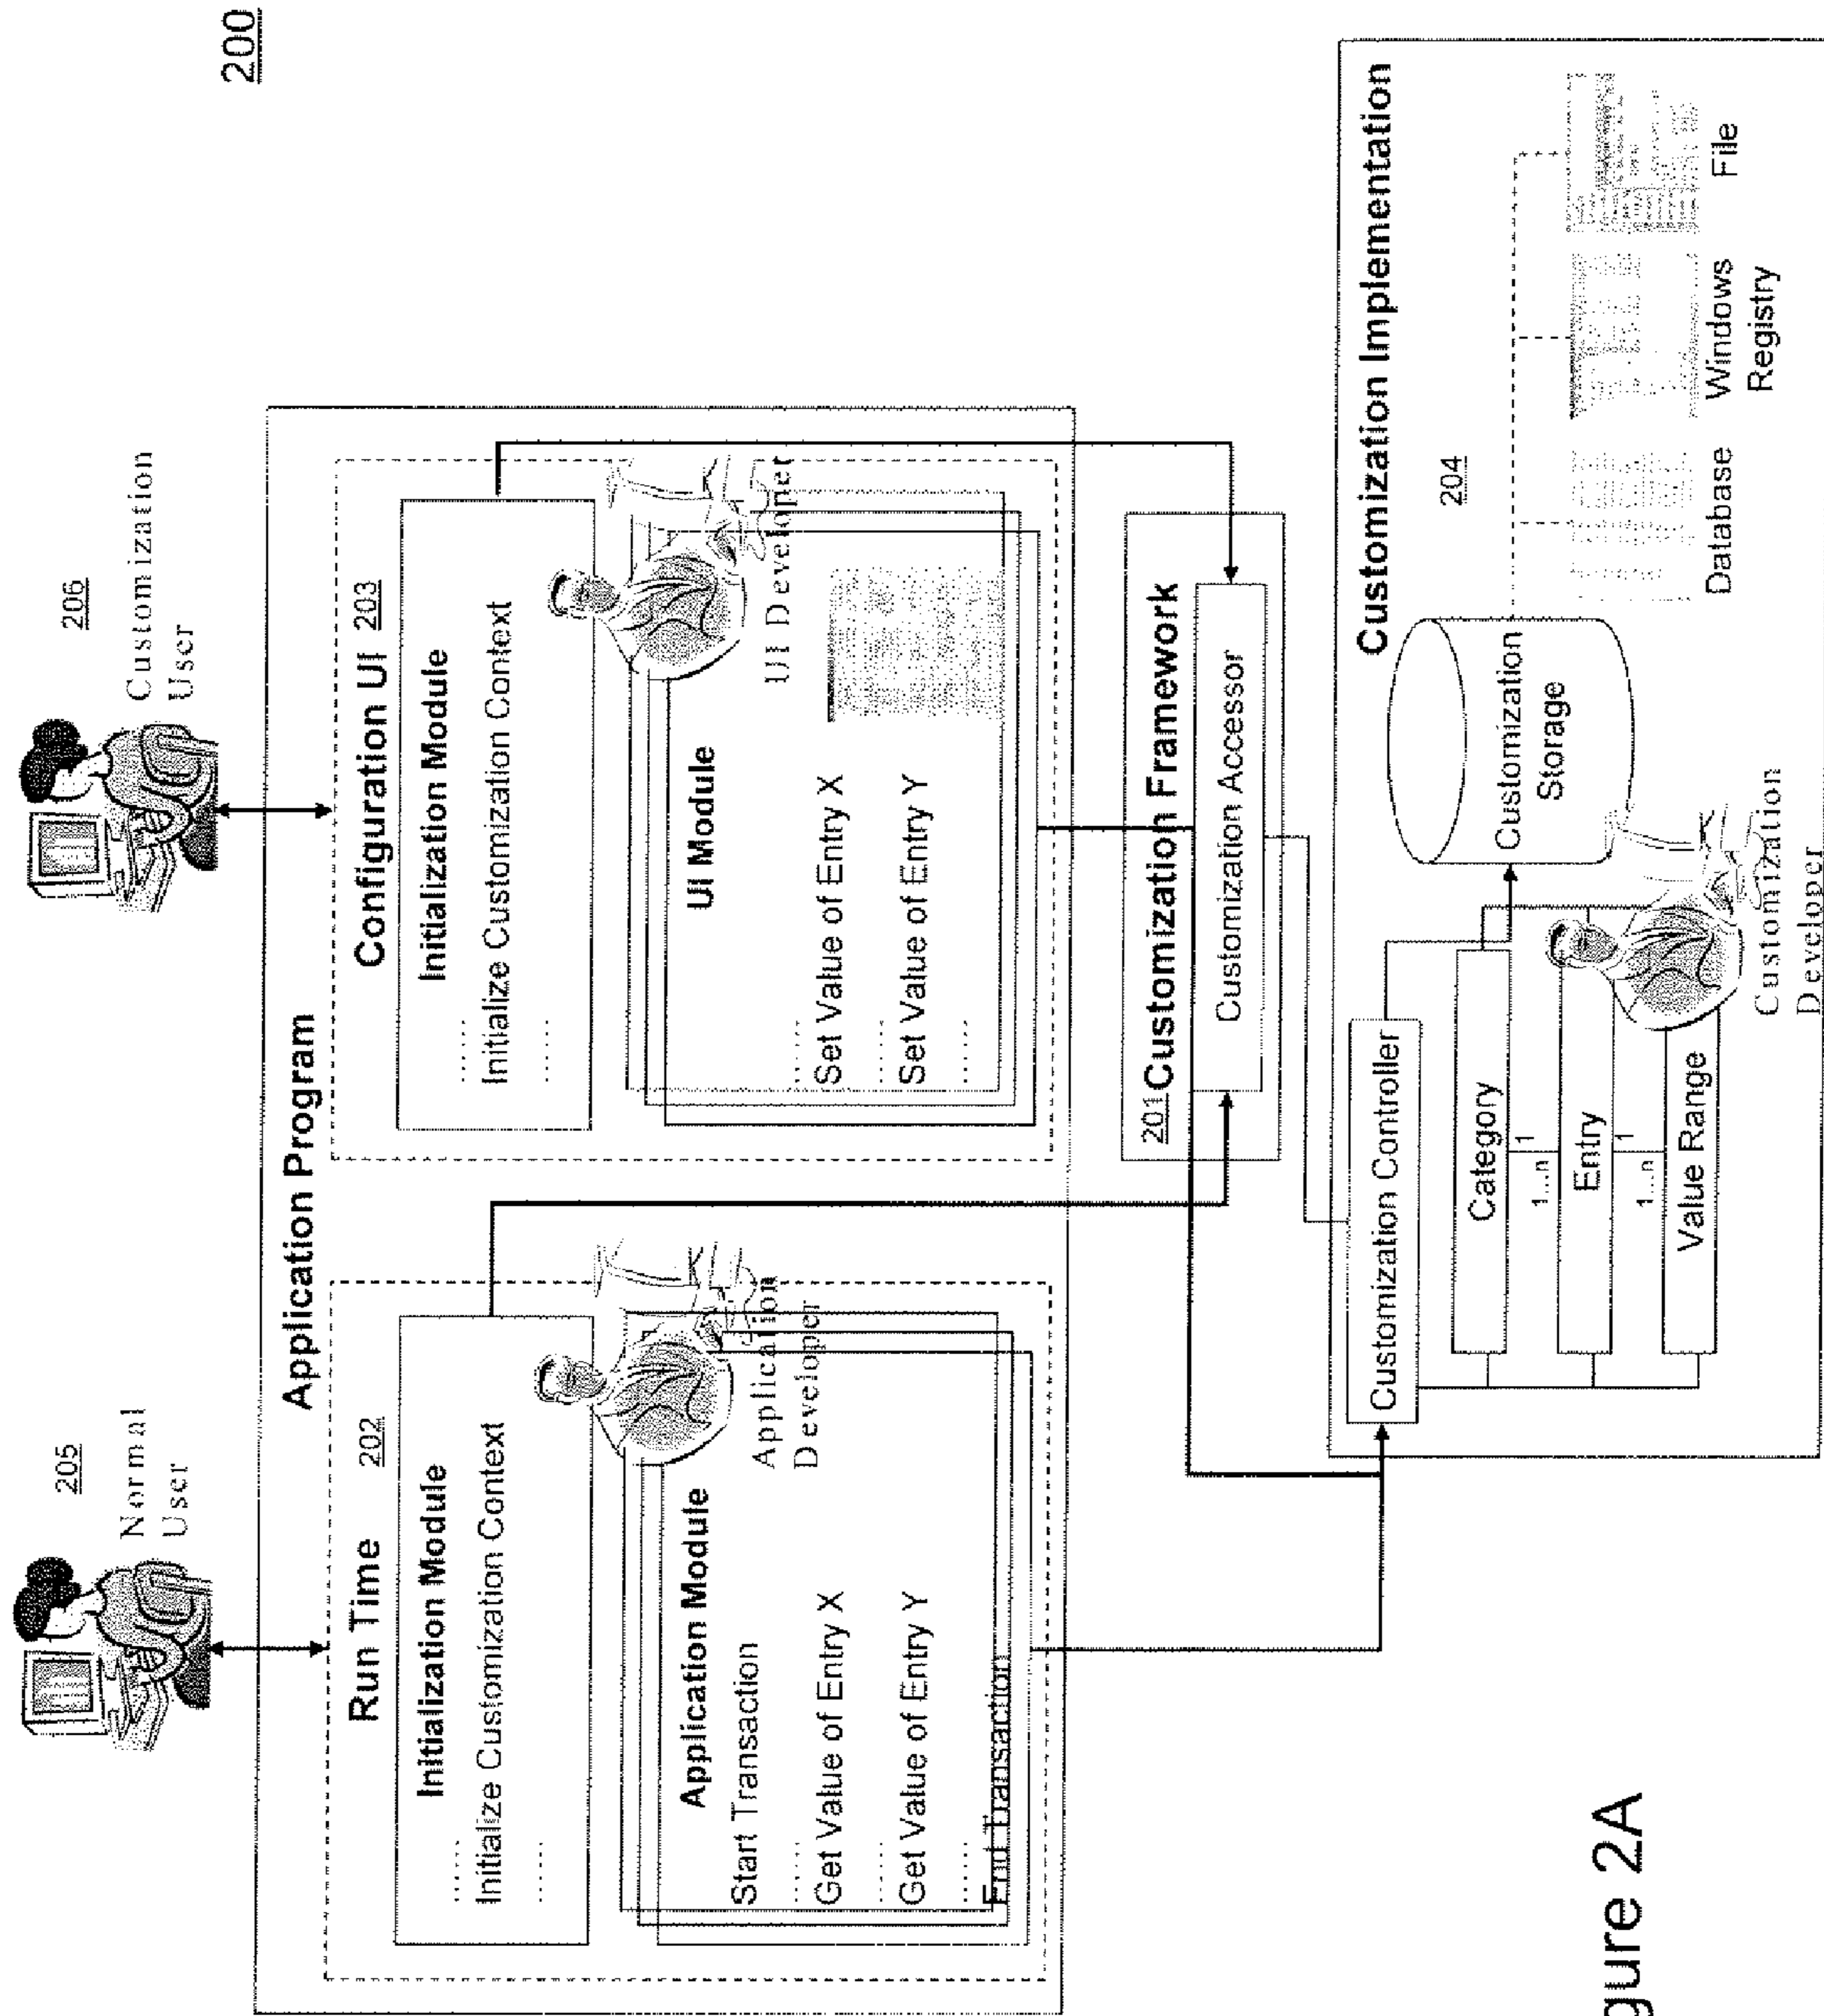 200
205
Normal
User
206
Customization
User
Application Program
Run Time 202
Initialization Module
.....
Initialize Customization Context
.....
Application Module
Start Transaction
.....
Get Value of Entry X
.....
Get Value of Entry Y
.....
End Transaction
Application
Developer
Configuration UI 203
Initialization Module
.....
Initialize Customization Context
.....
UI Module
.....
Set Value of Entry X
.....
Set Value of Entry Y
.....
UI Developer
201 Customization Framework
Customization Accessor
Customization Implementation
Customization Controller
Category
1
1...n
Entry
1
1...n
Value Range
Customization
Developer
Customization
Storage
204
Database
Windows
Registry
File
gure 2A